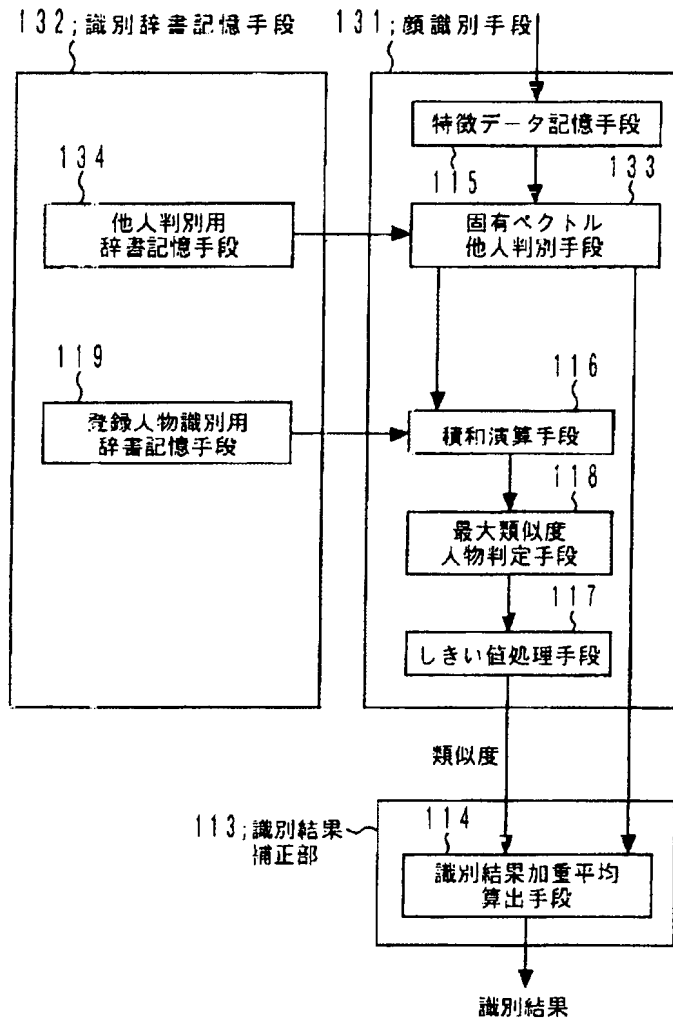 132;識別辞書記憶手段
131;顔識別手段
特徴データ記憶手段
115
133
134
他人判別用
辞書記憶手段
固有ベクトル
他人判別手段
119
登録人物識別用
辞書記憶手段
116
積和演算手段
118
最大類似度
人物判定手段
117
しきい値処理手段
類似度
113;識別結果
補正部
114
識別結果加重平均
算出手段
識別結果